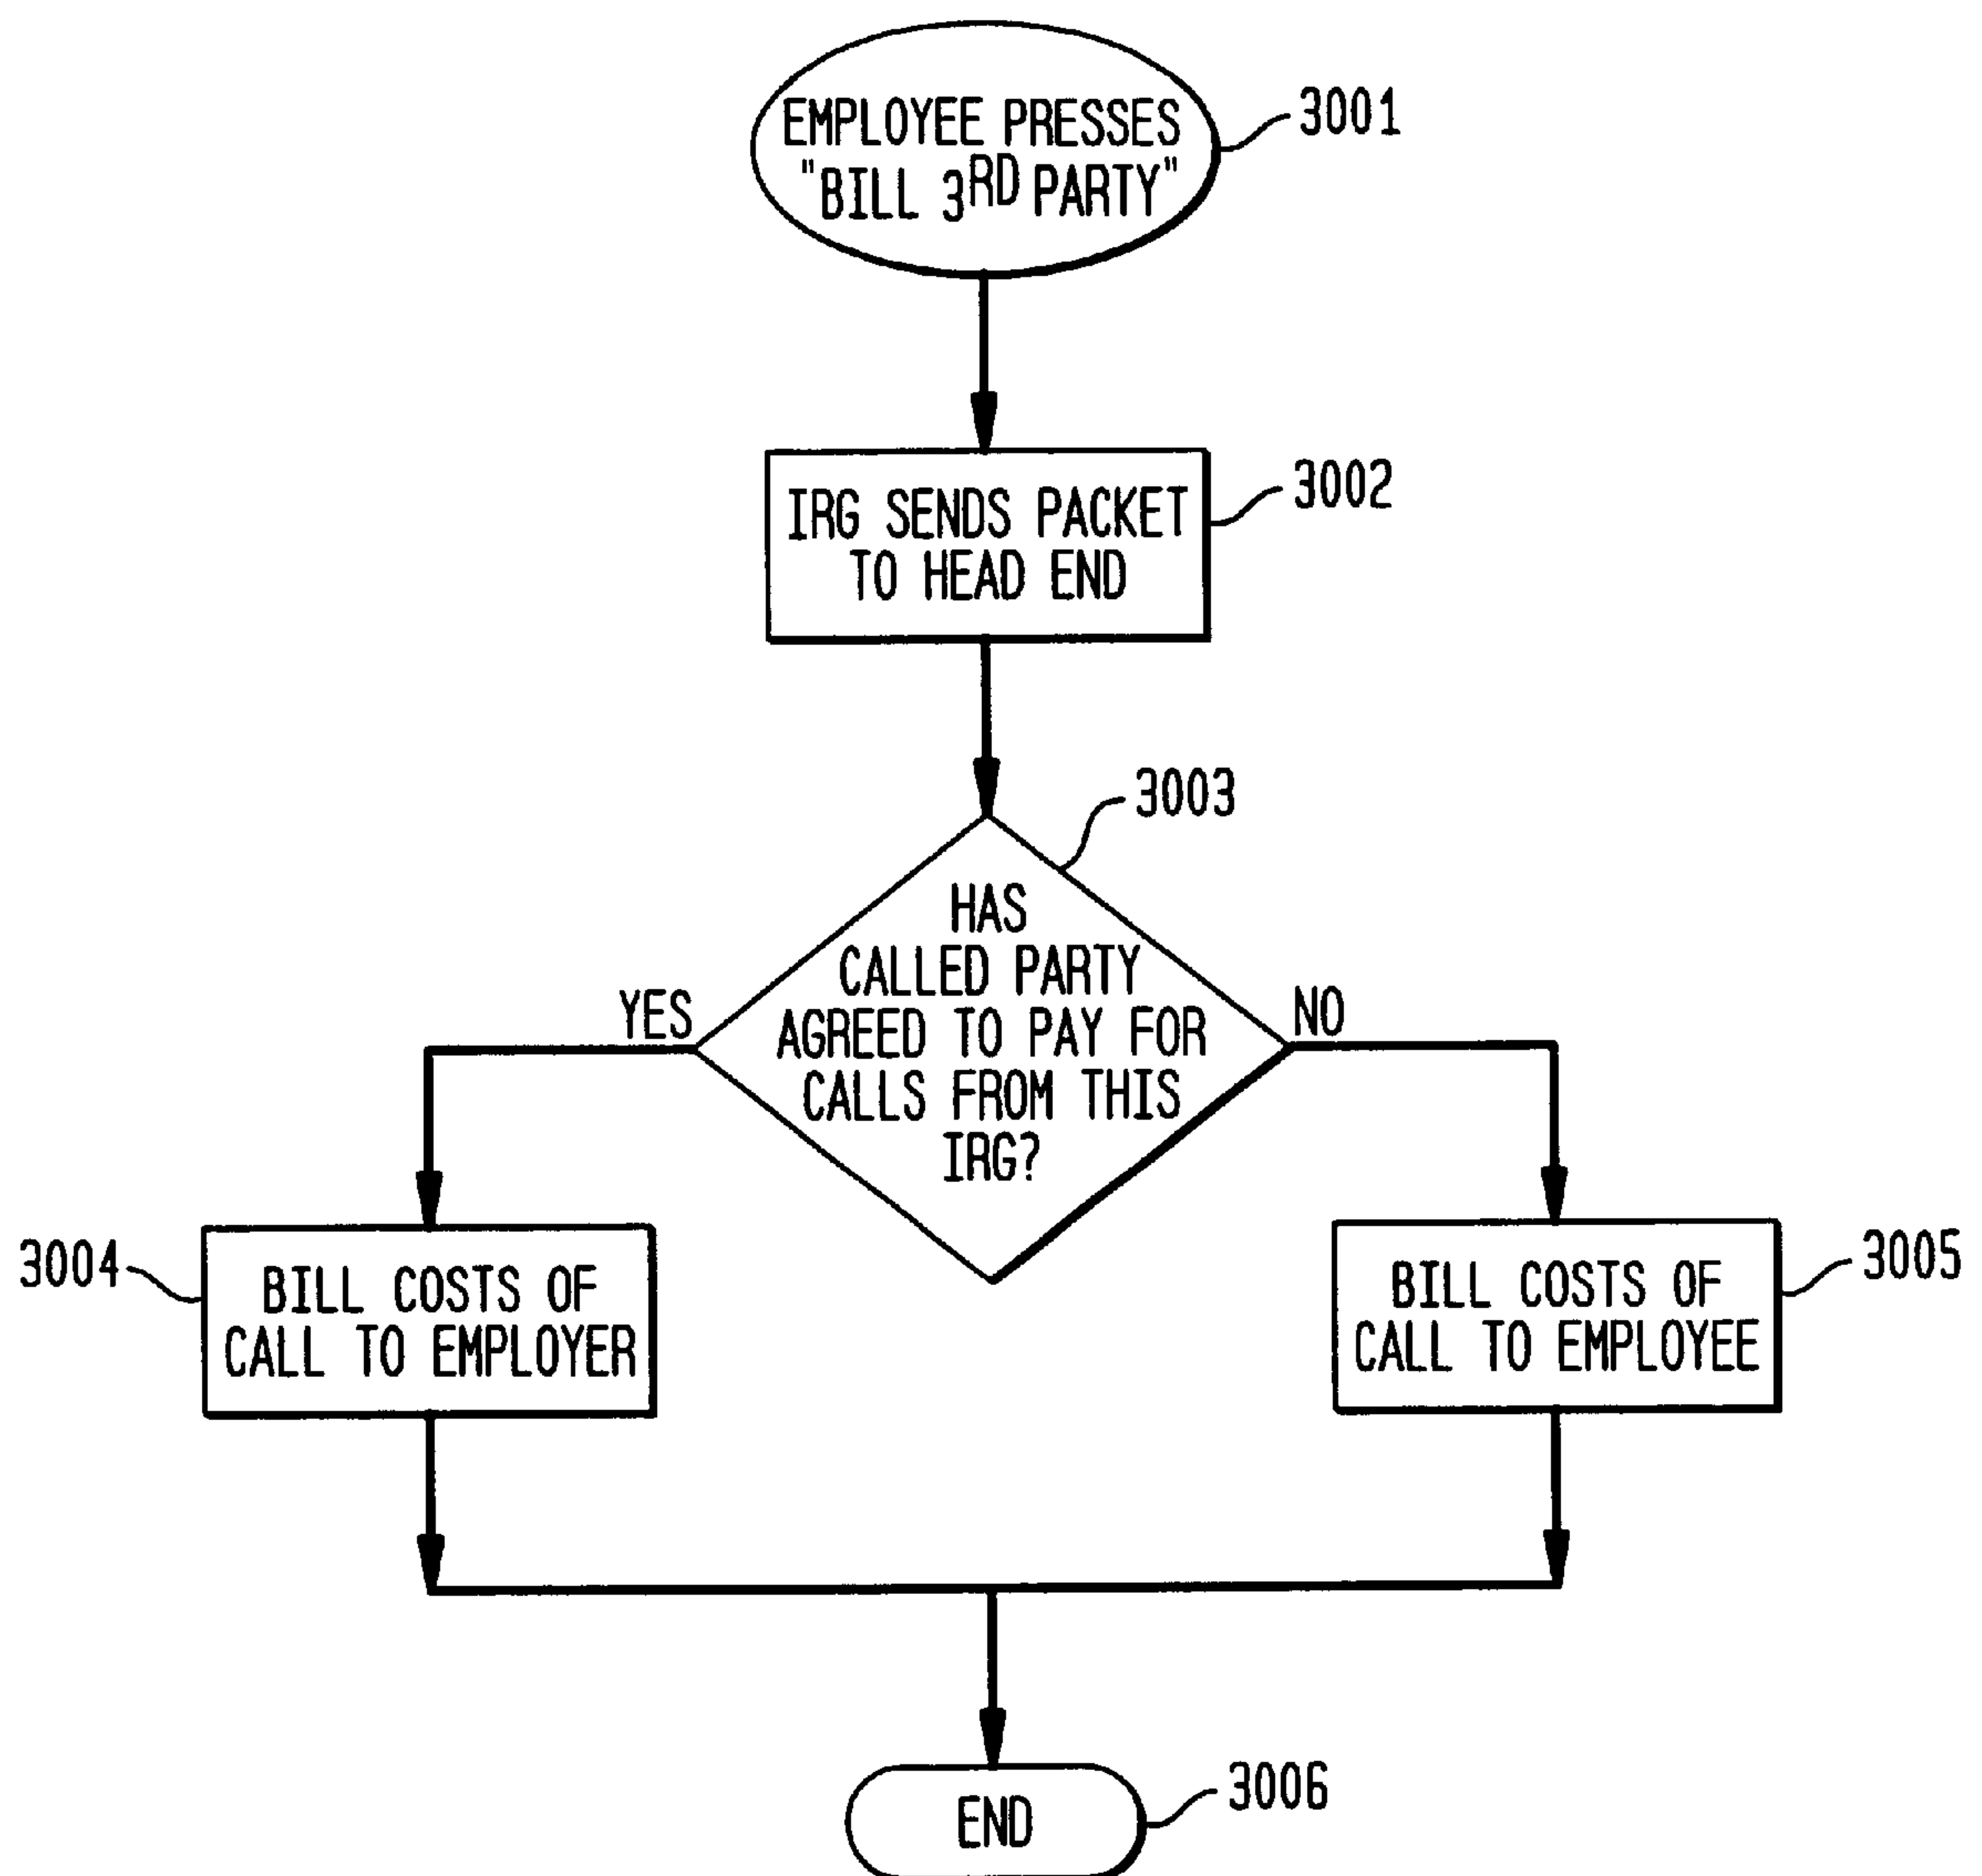 EMPLOYEE PRESSES
"BILL 3RD PARTY"
3001
IRG SENDS PACKET
TO HEAD END
3002
3003
HAS
CALLED PARTY
AGREED TO PAY FOR
CALLS FROM THIS
IRG?
YES
NO
3004
BILL COSTS OF
CALL TO EMPLOYER
BILL COSTS OF
CALL TO EMPLOYEE
3005
END
3006